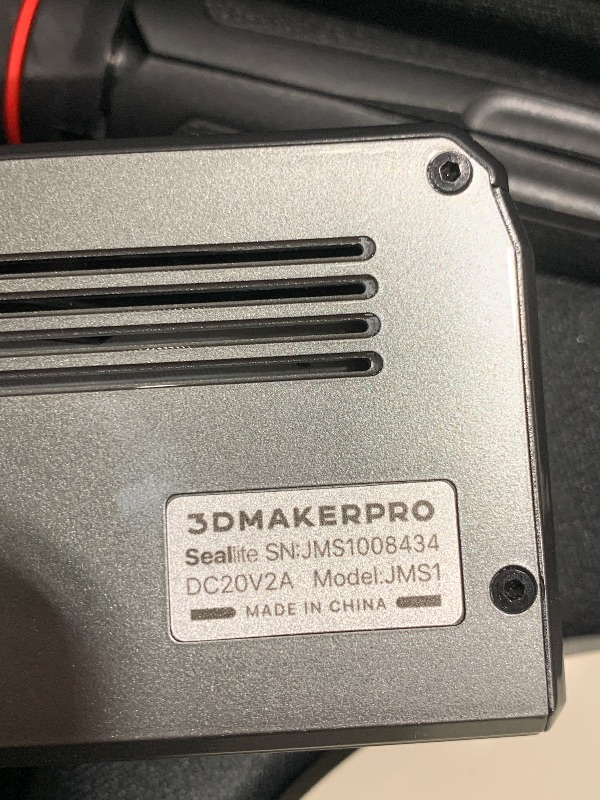 3DMAKERPRO
Seallite SN:JMS1008434
DC20V2A Model:JMS1
MADE IN CHINA